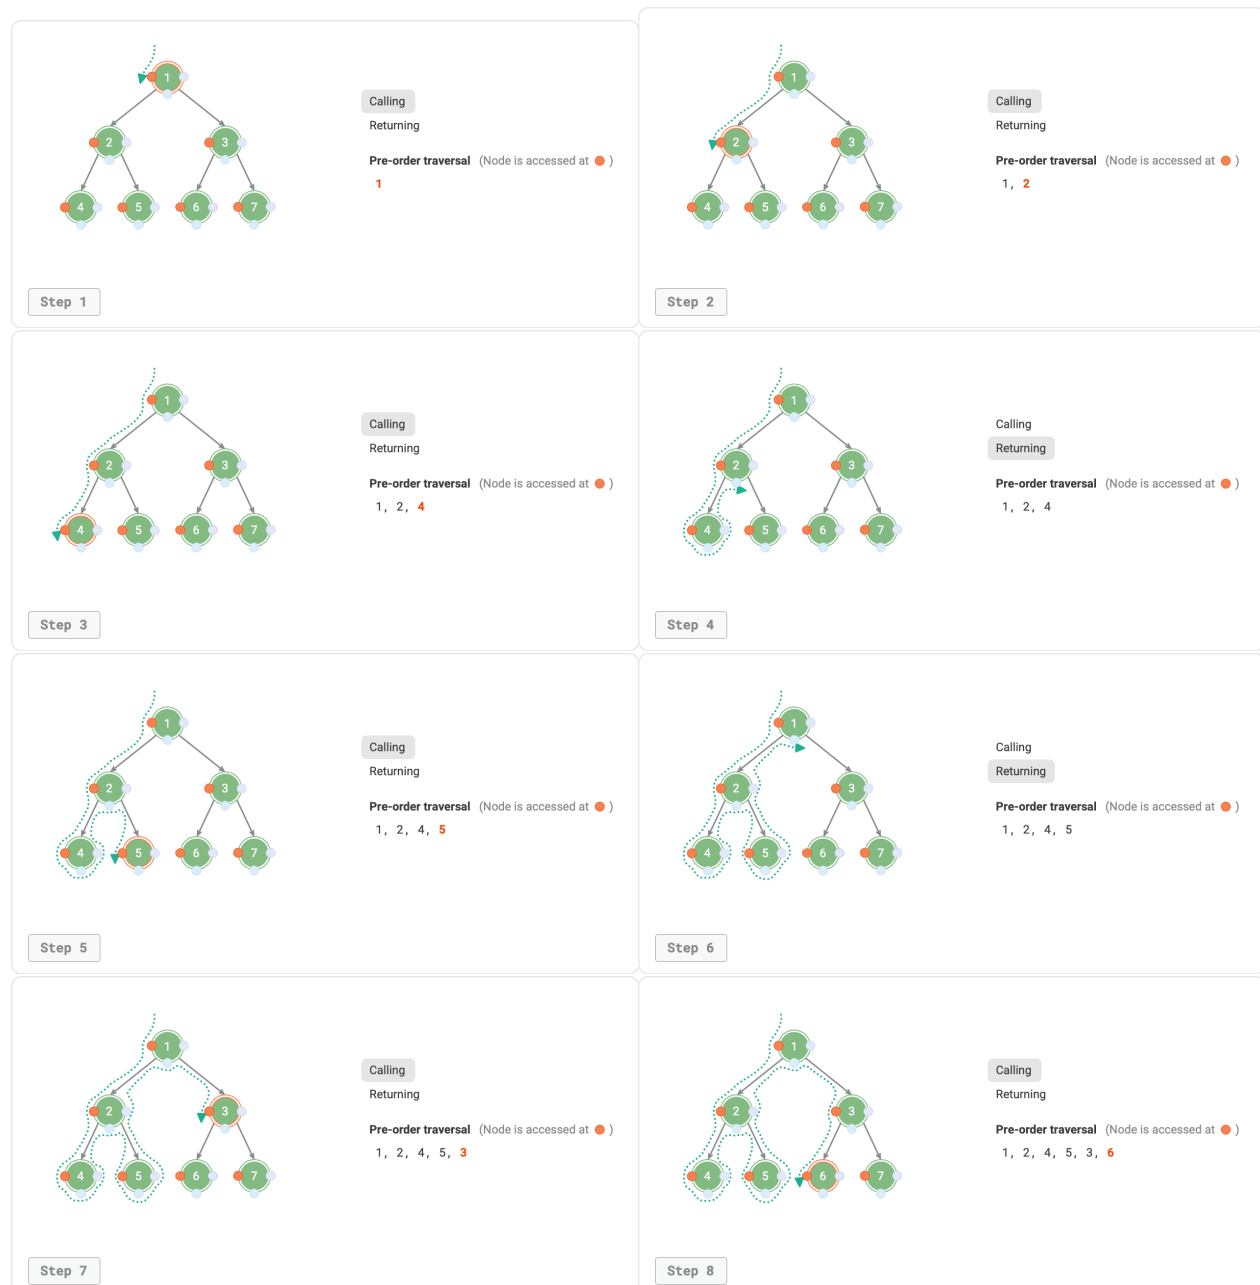 1
2 3
4 5 6 7
Calling
Returning
Pre-order traversal (Node is accessed at )
1
Step 1
1
2 3
4 5 6 7
Calling
Returning
Pre-order traversal (Node is accessed at )
1, 2
Step 2
1
2 3
4 5 6 7
Calling
Returning
Pre-order traversal (Node is accessed at )
1, 2, 4
Step 3
1
2 3
4 5 6 7
Calling
Returning
Pre-order traversal (Node is accessed at )
1, 2, 4
Step 4
1
2 3
4 5 6 7
Calling
Returning
Pre-order traversal (Node is accessed at )
1, 2, 4, 5
Step 5
1
2 3
4 5 6 7
Calling
Returning
Pre-order traversal (Node is accessed at )
1, 2, 4, 5
Step 6
1
2 3
4 5 6 7
Calling
Returning
Pre-order traversal (Node is accessed at )
1, 2, 4, 5, 3
Step 7
1
2 3
4 5 6 7
Calling
Returning
Pre-order traversal (Node is accessed at )
1, 2, 4, 5, 3, 6
Step 8